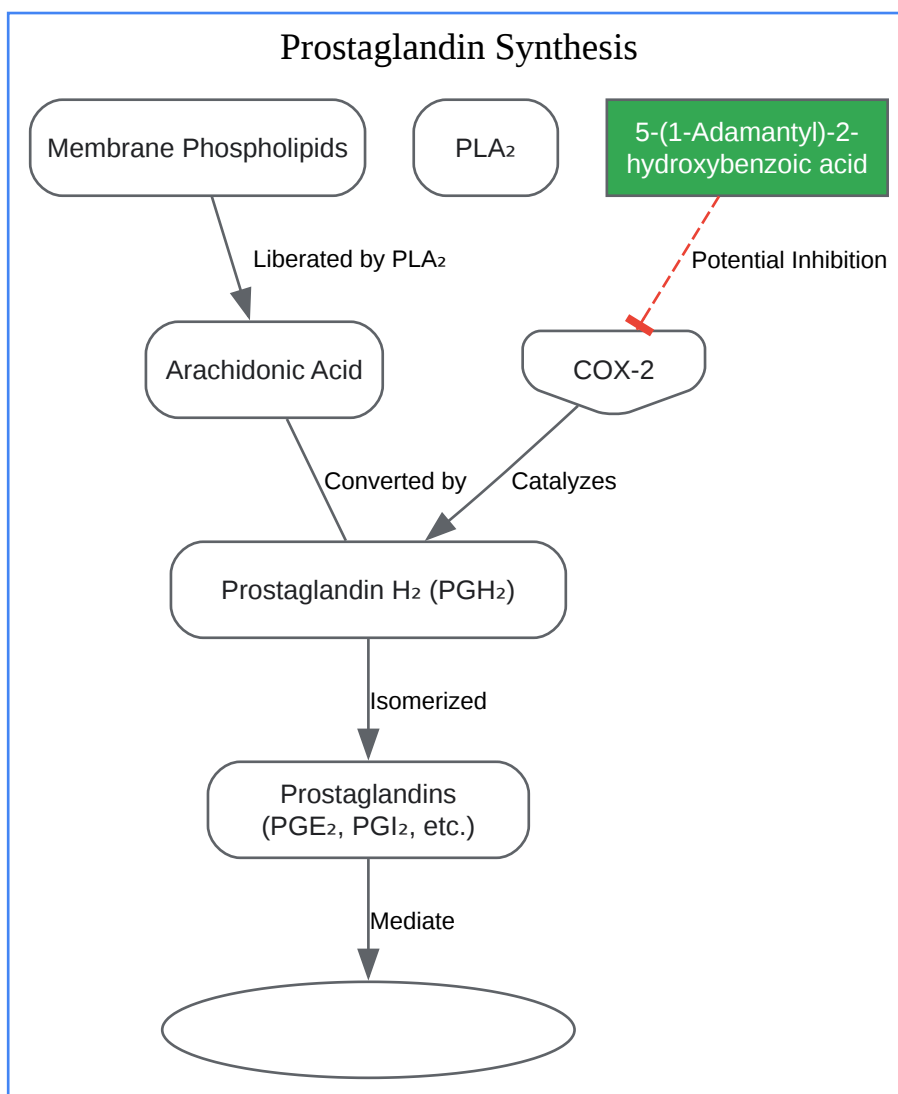 Prostaglandin Synthesis
Membrane Phospholipids
PLA₂
5-(1-Adamantyl)-2-
hydroxybenzoic acid
Liberated by PLA₂
Potential Inhibition
Arachidonic Acid
COX-2
Converted by
Catalyzes
Prostaglandin H₂ (PGH₂)
Isomerized
Prostaglandins
(PGE₂, PGI₂, etc.)
Mediate